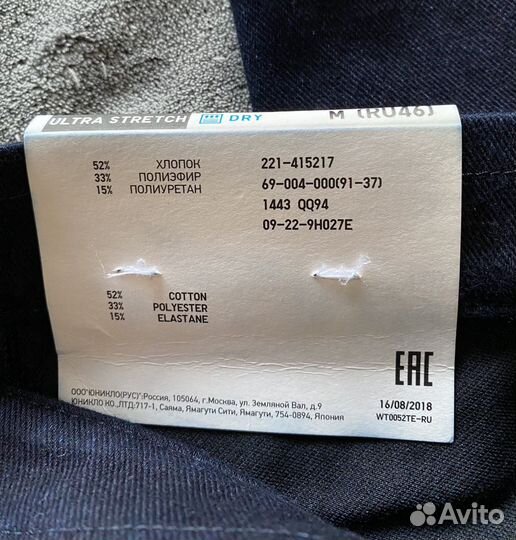 ULTRA STRETCH DRY M (RU46)
52% ХЛОПОК 221-415217
33% ПОЛИЭФИР 69-004-000(91-37)
15% ПОЛИУРЕТАН 1443 QQ94
09-22-9H027E
52% COTTON
33% POLYESTER
15% ELASTANE
EAC
ООО"ЮНИКЛО(РУС)":Россия, 105064, г.Москва, ул. Земляной Вал, д.9
ЮНИКЛО КО.,ЛТД-717-1, Саяма, Ямагути Сити, Ямагути, 754-0894, Япония
16/08/2018
WT0052TE-RU
Avito